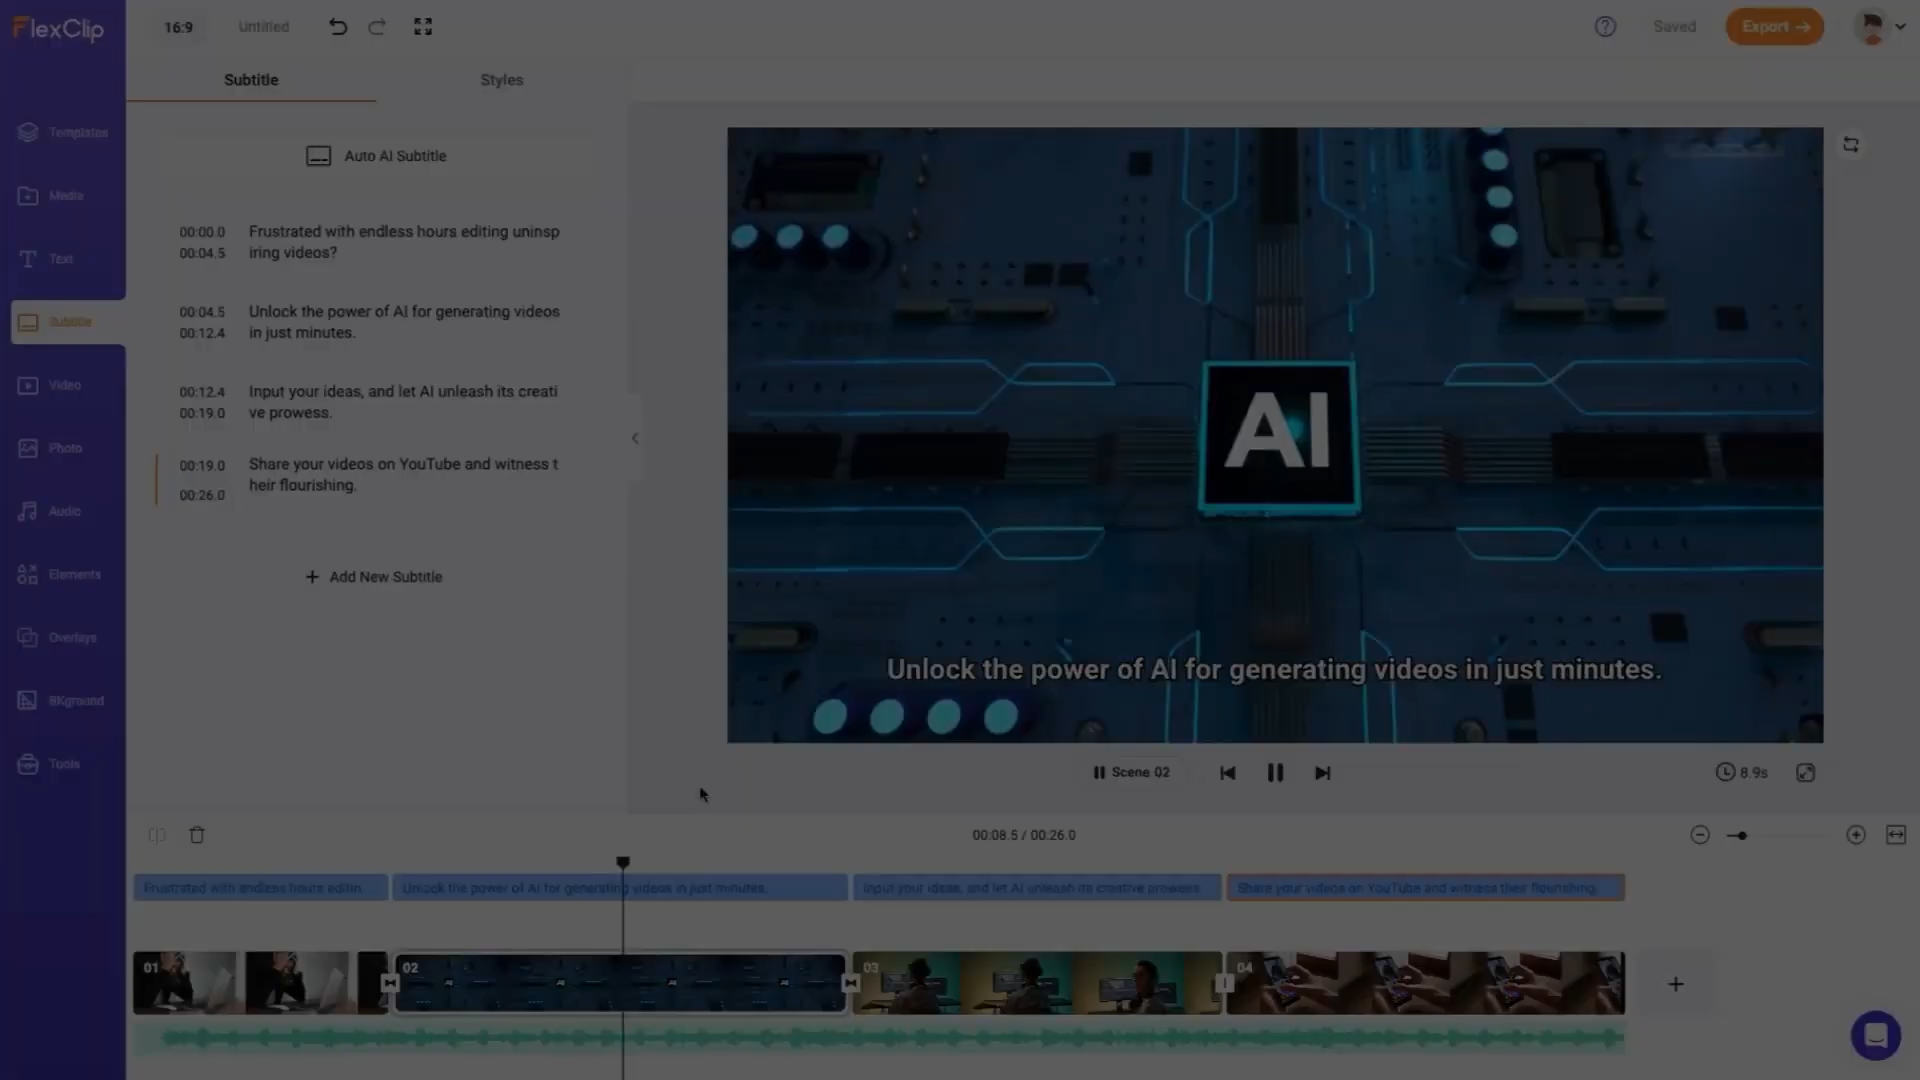 FlexClip
16:9
Untitled
Saved
Export →
Templates
Media
Text
Subtitle
Video
Photo
Audio
Elements
Overlays
BKground
Tools
Subtitle
Styles
Auto AI Subtitle
00:00.0
00:04.5
Frustrated with endless hours editing uninsp
iring videos?
00:04.5
00:12.4
Unlock the power of AI for generating videos
in just minutes.
00:12.4
00:19.0
Input your ideas, and let AI unleash its creati
ve prowess.
00:19.0
00:26.0
Share your videos on YouTube and witness t
heir flourishing.
+ Add New Subtitle
AI
Unlock the power of AI for generating videos in just minutes.
Scene 02
8.9s
00:08.5 / 00:26.0
Frustrated with endless hours editin
Unlock the power of AI for generating videos in just minutes.
Input your ideas, and let AI unleash its creative prowess.
Share your videos on YouTube and witness their flourishing.
01
02
03
04